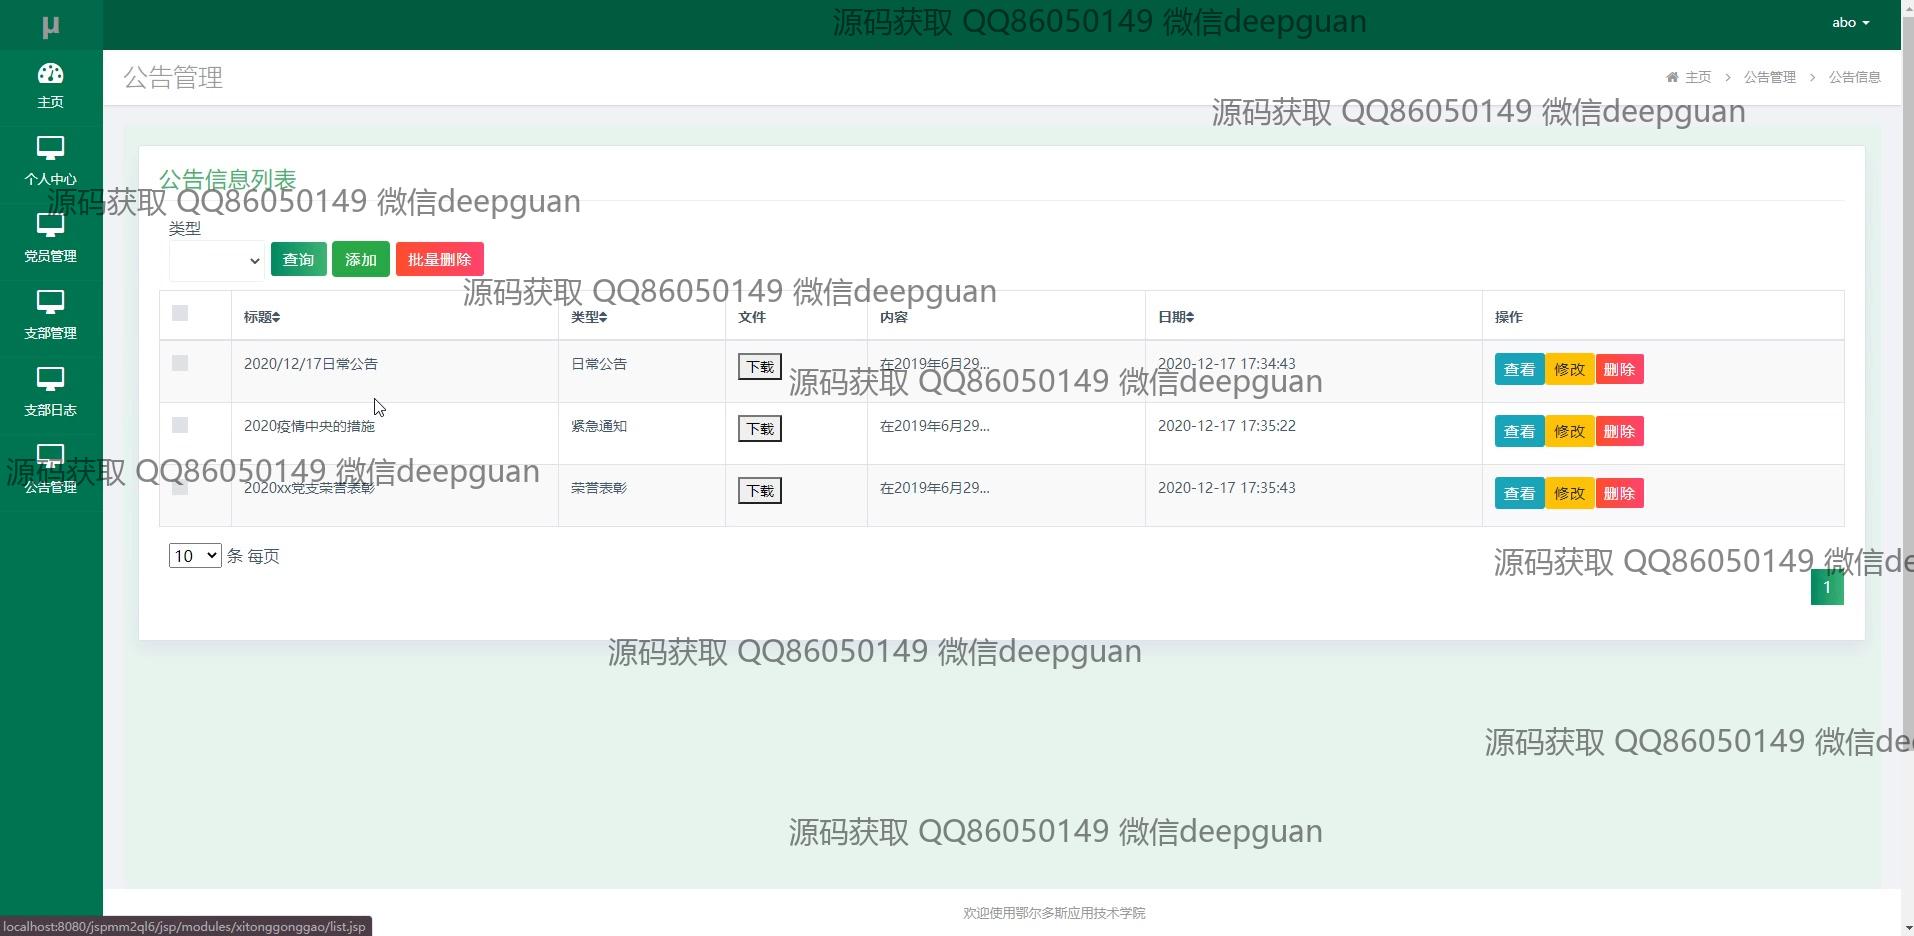 μ
源码获取 QQ86050149 微信deepguan
abo
主页
公告管理
主页 > 公告管理 > 公告信息
源码获取 QQ86050149 微信deepguan
个人中心
公告信息列表
源码获取 QQ86050149 微信deepguan
党员管理
类型
查询 添加 批量删除
源码获取 QQ86050149 微信deepguan
支部管理
标题 类型 文件 内容 日期 操作
2020/12/17日常公告 日常公告 下载 在2019年6月29... 2020-12-17 17:34:43 查看 修改 删除
源码获取 QQ86050149 微信deepguan
支部日志
2020疫情中央的措施 紧急通知 下载 在2019年6月29... 2020-12-17 17:35:22 查看 修改 删除
源码获取 QQ86050149 微信deepguan
公告管理
2020xx党支荣誉表彰 荣誉表彰 下载 在2019年6月29... 2020-12-17 17:35:43 查看 修改 删除
10 条 每页
源码获取 QQ86050149 微信de
1
源码获取 QQ86050149 微信deepguan
源码获取 QQ86050149 微信de
源码获取 QQ86050149 微信deepguan
欢迎使用鄂尔多斯应用技术学院
localhost:8080/jspmm2ql6/jsp/modules/xitonggonggao/list.jsp